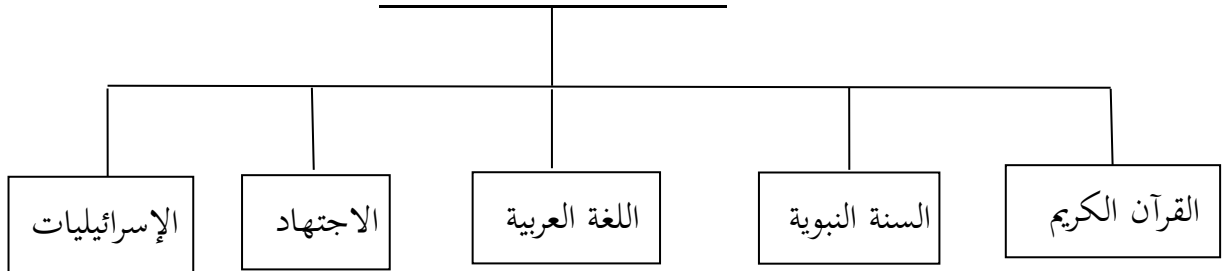 القرآن الكريم
السنة النبوية
اللغة العربية
الاجتهاد
الإسرائيليات